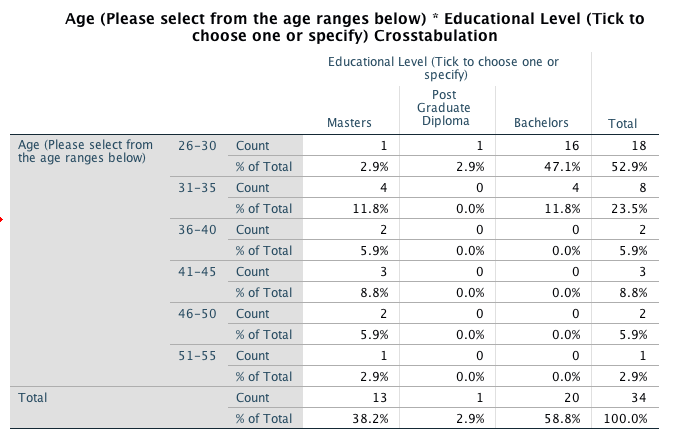 Age (Please select from the age ranges below) * Educational Level (Tick to
choose one or specify) Crosstabulation
Educational Level (Tick to choose one or
specify)
Masters Post Graduate Diploma Bachelors Total
Age (Please select from the age ranges below) 26-30 Count 1 1 16 18
% of Total 2.9% 2.9% 47.1% 52.9%
31-35 Count 4 0 4 8
% of Total 11.8% 0.0% 11.8% 23.5%
36-40 Count 2 0 0 2
% of Total 5.9% 0.0% 0.0% 5.9%
41-45 Count 3 0 0 3
% of Total 8.8% 0.0% 0.0% 8.8%
46-50 Count 2 0 0 2
% of Total 5.9% 0.0% 0.0% 5.9%
51-55 Count 1 0 0 1
% of Total 2.9% 0.0% 0.0% 2.9%
Total Count 13 1 20 34
% of Total 38.2% 2.9% 58.8% 100.0%